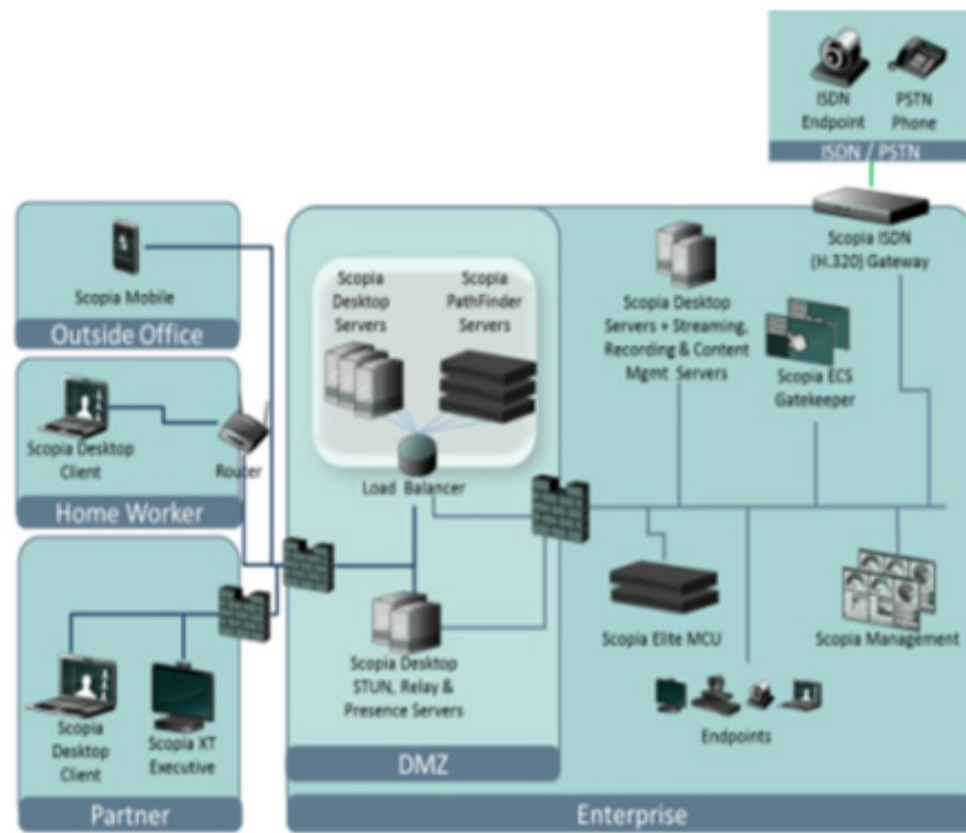 ISDN
Endpoint
PSTN
Phone
ISDN / PSTN
Scopia ISDN
(H.320) Gateway
Scopia Mobile
Outside Office
Scopia
Desktop
Servers
Scopia
PathFinder
Servers
Scopia Desktop
Servers + Streaming,
Recording & Content
Mgmt Servers
Scopia ECS
Gatekeeper
Scopia Desktop
Client
Router
Home Worker
Load Balancer
Scopia Elite MCU
Scopia Management
Scopia Desktop
STUN, Relay &
Presence Servers
Endpoints
Scopia
Desktop
Client
Scopia XT
Executive
DMZ
Partner
Enterprise